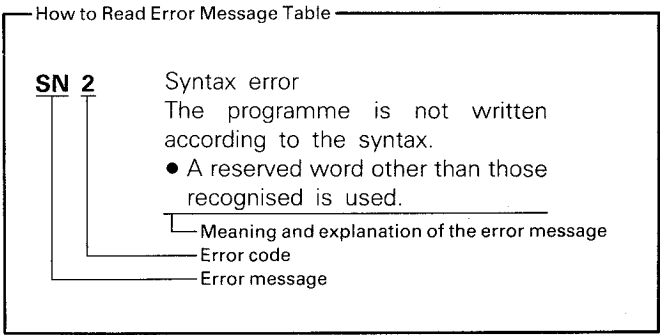 How to Read Error Message Table
SN 2 Syntax error
The programme is not written
according to the syntax.
● A reserved word other than those
recognised is used.
Meaning and explanation of the error message
Error code
Error message